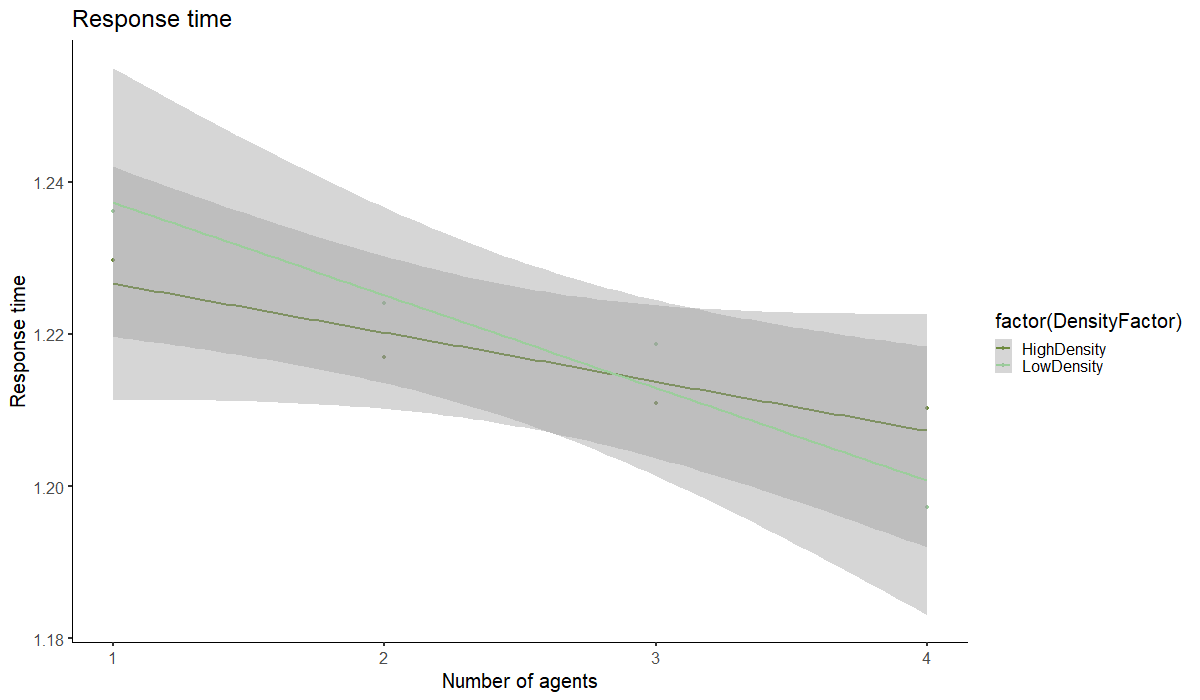 Response time
Response time
1.24
1.22
1.20
1.18
1
2
3
4
Number of agents
factor(DensityFactor)
HighDensity
LowDensity